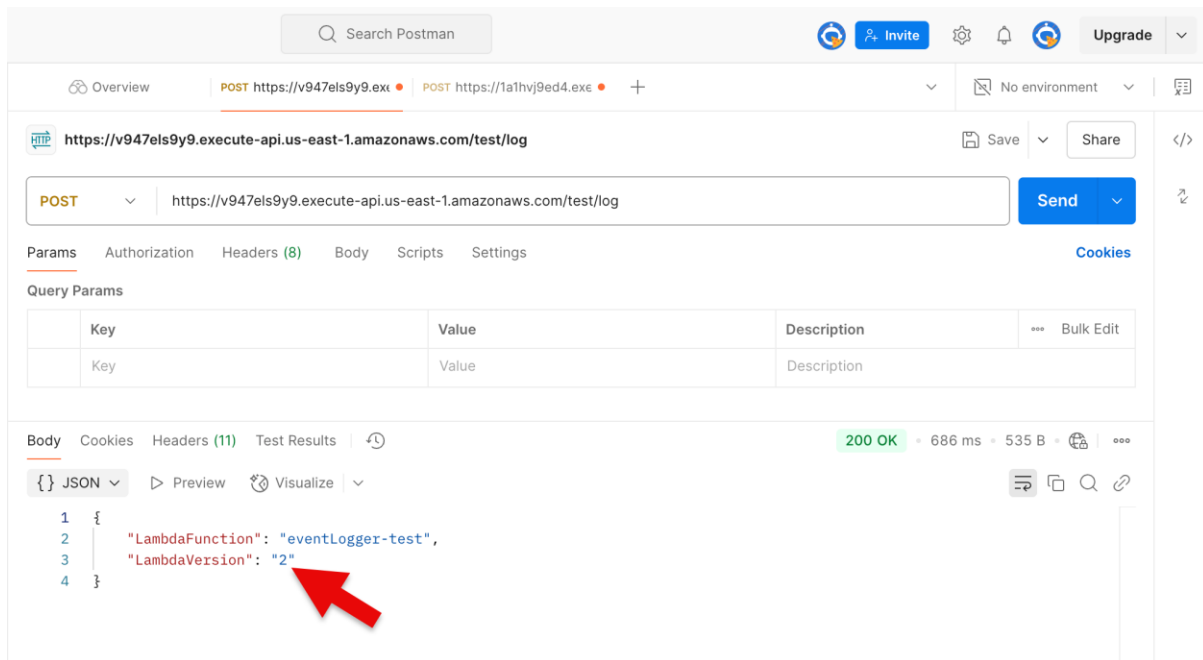 Search Postman
Invite
Upgrade
Overview
POST https://v947els9y9.exe
POST https://1a1hvj9ed4.exe
No environment
HTTP https://v947els9y9.execute-api.us-east-1.amazonaws.com/test/log
Save
Share
POST https://v947els9y9.execute-api.us-east-1.amazonaws.com/test/log
Send
Params Authorization Headers (8) Body Scripts Settings
Cookies
Query Params
Key Value Description Bulk Edit
Key Value Description
Body Cookies Headers (11) Test Results
200 OK • 686 ms • 535 B
{} JSON Preview Visualize
1 {
2 "LambdaFunction": "eventLogger-test",
3 "LambdaVersion": "2"
4 }